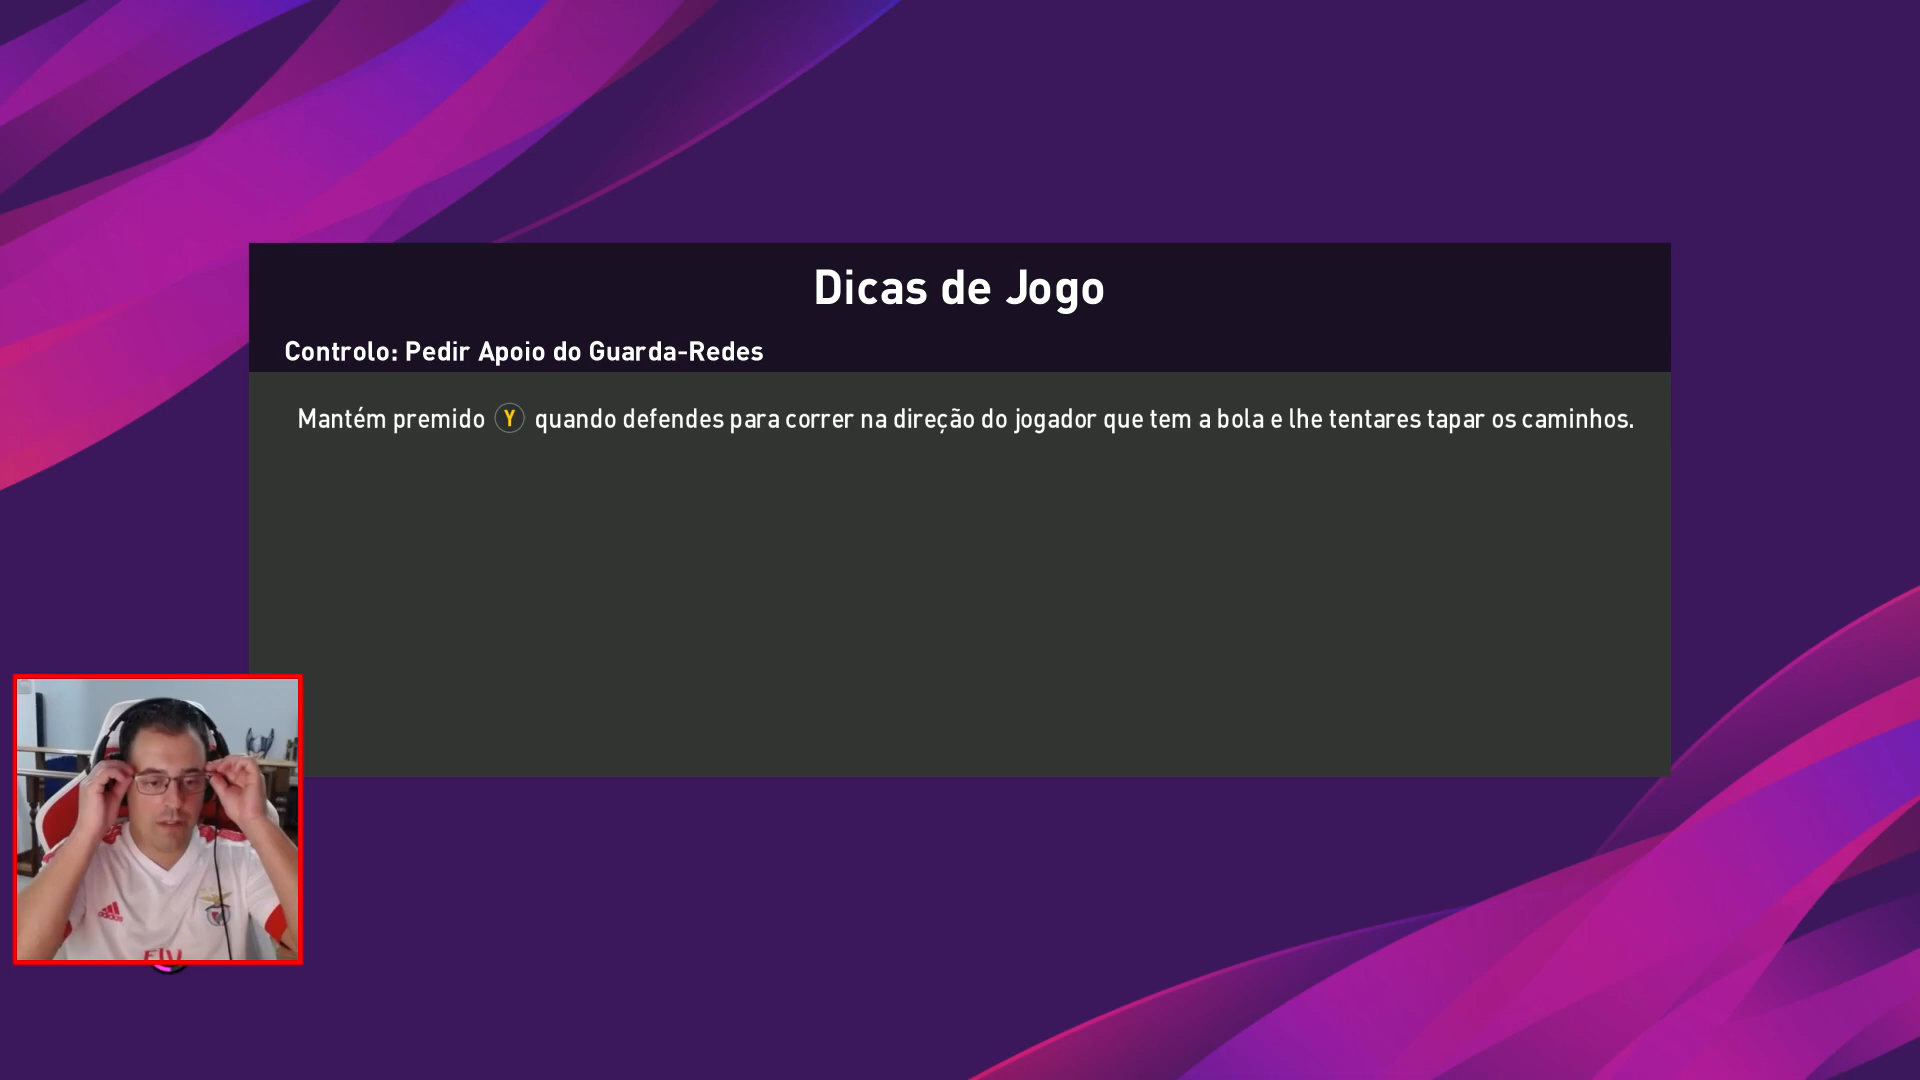 Dicas de Jogo
Controlo: Pedir Apoio do Guarda-Redes
Mantém premido Y quando defendes para correr na direção do jogador que tem a bola e lhe tentares tapar os caminhos.
adidas